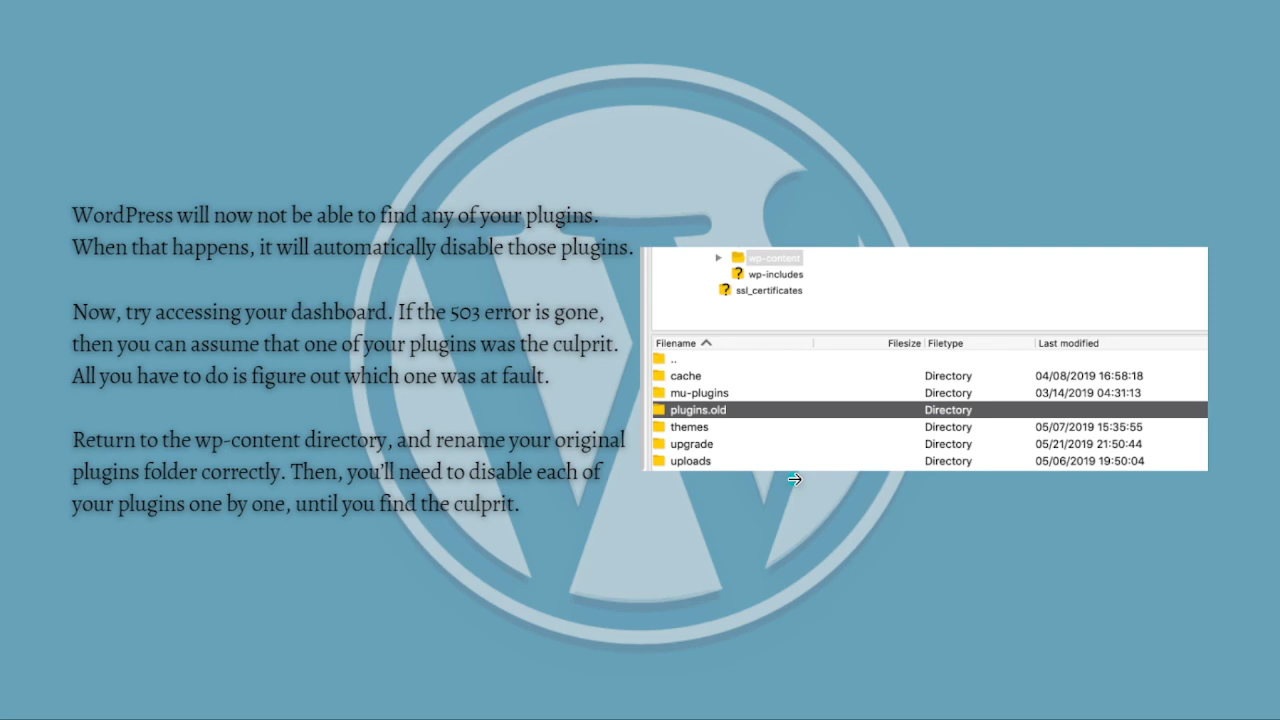 WordPress will now not be able to find any of your plugins.
When that happens, it will automatically disable those plugins.
Now, try accessing your dashboard. If the 503 error is gone,
then you can assume that one of your plugins was the culprit.
All you have to do is figure out which one was at fault.
Return to the wp-content directory, and rename your original
plugins folder correctly. Then, you'll need to disable each of
your plugins one by one, until you find the culprit.
wp-content
wp-includes
ssl_certificates
Filename Filesize Filetype Last modified
..
cache Directory 04/08/2019 16:58:18
mu-plugins Directory 03/14/2019 04:31:13
plugins.old Directory
themes Directory 05/07/2019 15:35:55
upgrade Directory 05/21/2019 21:50:44
uploads Directory 05/06/2019 19:50:04